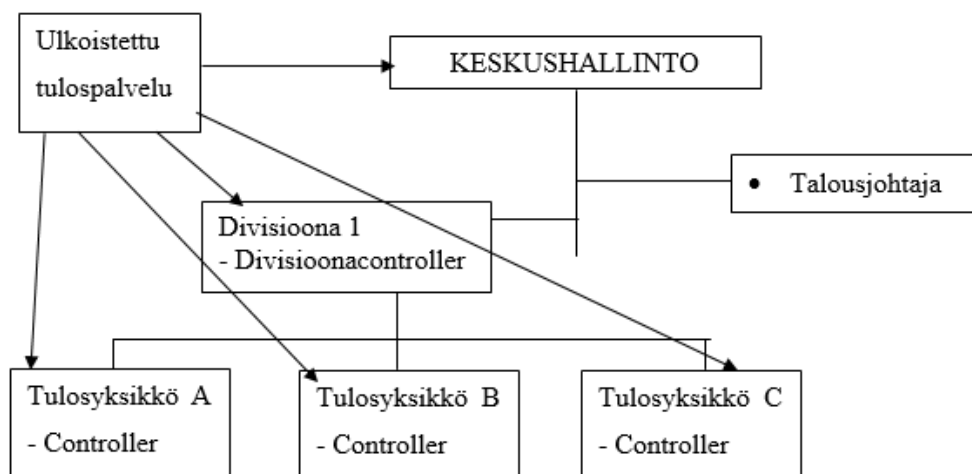 Ulkoistettu
tulospalvelu
KESKUSHALLINTO
• Talousjohtaja
Divisioona 1
- Divisioonacontroller
Tulosyksikkö A
- Controller
Tulosyksikkö B
- Controller
Tulosyksikkö C
- Controller